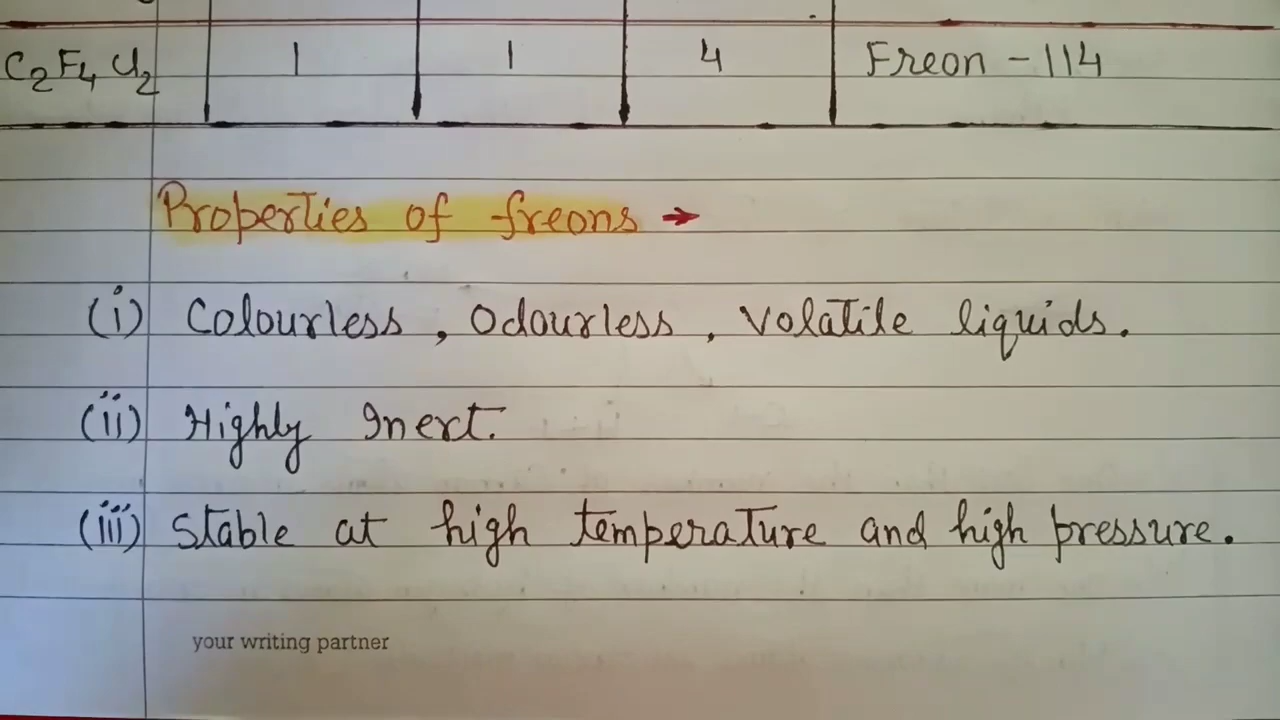 C2F4Cl2 1 1 4 Freon - 114
Properties of freons →
(i) Colourless, Odourless, Volatile liquids.
(ii) Highly Inert.
(iii) Stable at high temperature and high pressure.
your writing partner